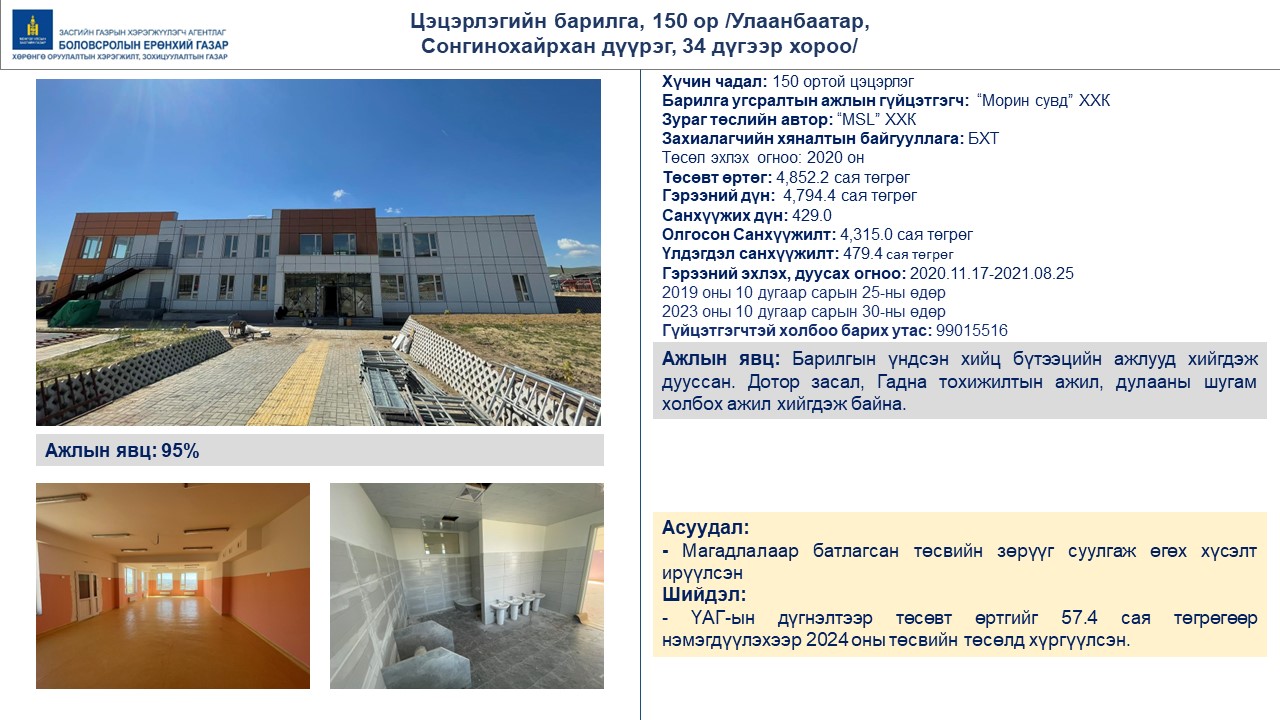 ЗАСГИЙН ГАЗРЫН ХЭРЭГЖҮҮЛЭГЧ АГЕНТЛАГ
БОЛОВСРОЛЫН ЕРӨНХИЙ ГАЗАР
ХӨРӨНГӨ ОРУУЛАЛТЫН ХЭРЭГЖИЛТ, ЗОХИЦУУЛАЛТЫН ГАЗАР
Цэцэрлэгийн барилга, 150 ор /Улаанбаатар,
Сонгинохайрхан дүүрэг, 34 дүгээр хороо/
Ажлын явц: 95%
Хүчин чадал: 150 ортой цэцэрлэг
Барилга угсралтын ажлын гүйцэтгэгч: “Морин сувд” ХХК
Зураг төслийн автор: “MSL” ХХК
Захиалагчийн хяналтын байгууллага: БХТ
Төсөл эхлэх огноо: 2020 он
Төсөвт өртөг: 4,852.2 сая төгрөг
Гэрээний дүн: 4,794.4 сая төгрөг
Санхүүжих дүн: 429.0
Олгосон Санхүүжилт: 4,315.0 сая төгрөг
Үлдэгдэл санхүүжилт: 479.4 сая төгрөг
Гэрээний эхлэх, дуусах огноо: 2020.11.17-2021.08.25
2019 оны 10 дугаар сарын 25-ны өдөр
2023 оны 10 дугаар сарын 30-ны өдөр
Гүйцэтгэгчтэй холбоо барих утас: 99015516
Ажлын явц: Барилгын үндсэн хийц бүтээцийн ажлууд хийгдэж
дууссан. Дотор засал, Гадна тохижилтын ажил, дулааны шугам
холбох ажил хийгдэж байна.
Асуудал:
- Магадлалаар батлагсан төсвийн зөрүүг суулгаж өгөх хүсэлт
ирүүлсэн
Шийдэл:
- ҮАГ-ын дүгнэлтээр төсөвт өртгийг 57.4 сая төгрөгөөр
нэмэгдүүлэхээр 2024 оны төсвийн төсөлд хүргүүлсэн.